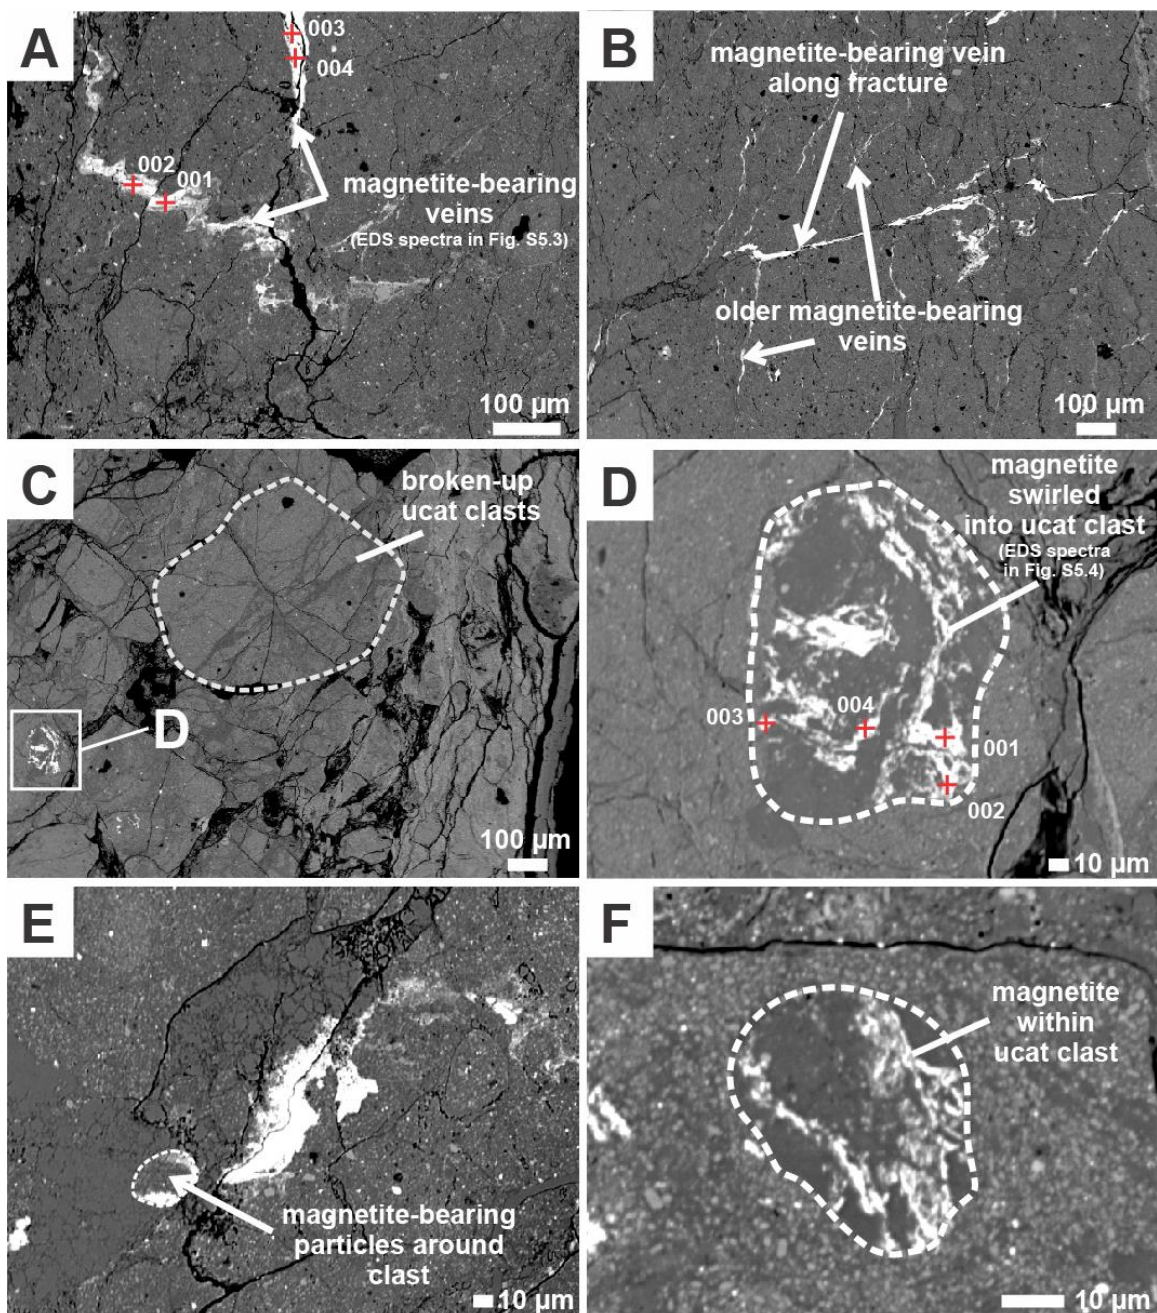 A
003
004
002
001
magnetite-bearing
veins
(EDS spectra in Fig. S5.3)
100 µm
B
magnetite-bearing vein
along fracture
older magnetite-bearing
veins
100 µm
C
broken-up
ucat clasts
D
100 µm
D
magnetite
swirled
into ucat clast
(EDS spectra
in Fig. S5.4)
003
004
001
002
10 µm
E
magnetite-bearing
particles around
clast
10 µm
F
magnetite
within
ucat clast
10 µm